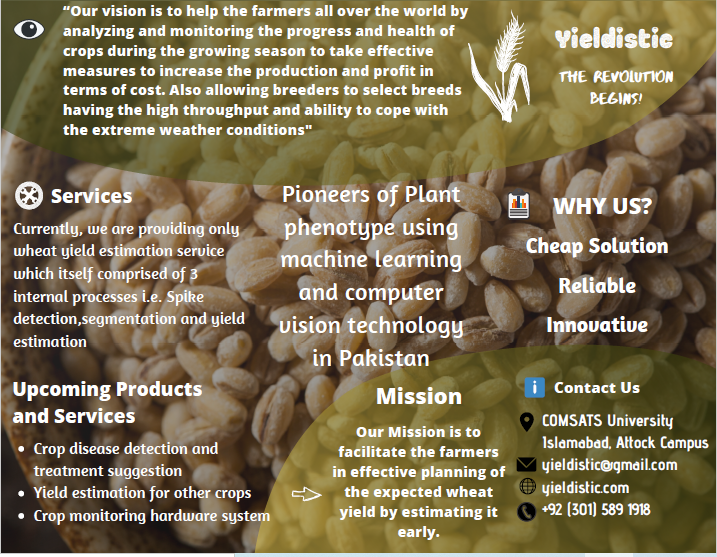 “Our vision is to help the farmers all over the world by
analyzing and monitoring the progress and health of
crops during the growing season to take effective
measures to increase the production and profit in
terms of cost. Also allowing breeders to select breeds
having the high throughput and ability to cope with
the extreme weather conditions"
Yieldistic
THE REVOLUTION
BEGINS!
Services
Currently, we are providing only
wheat yield estimation service
which itself comprised of 3
internal processes i.e. Spike
detection,segmentation and yield
estimation
Pioneers of Plant
phenotype using
machine learning
and computer
vision technology
in Pakistan
WHY US?
Cheap Solution
Reliable
Innovative
Upcoming Products
and Services
• Crop disease detection and
treatment suggestion
• Yield estimation for other crops
• Crop monitoring hardware system
Mission
Our Mission is to
facilitate the farmers
in effective planning of
the expected wheat
yield by estimating it
early.
Contact Us
COMSATS University
Islamabad, Attock Campus
yieldistic@gmail.com
yieldistic.com
+92 (301) 589 1918